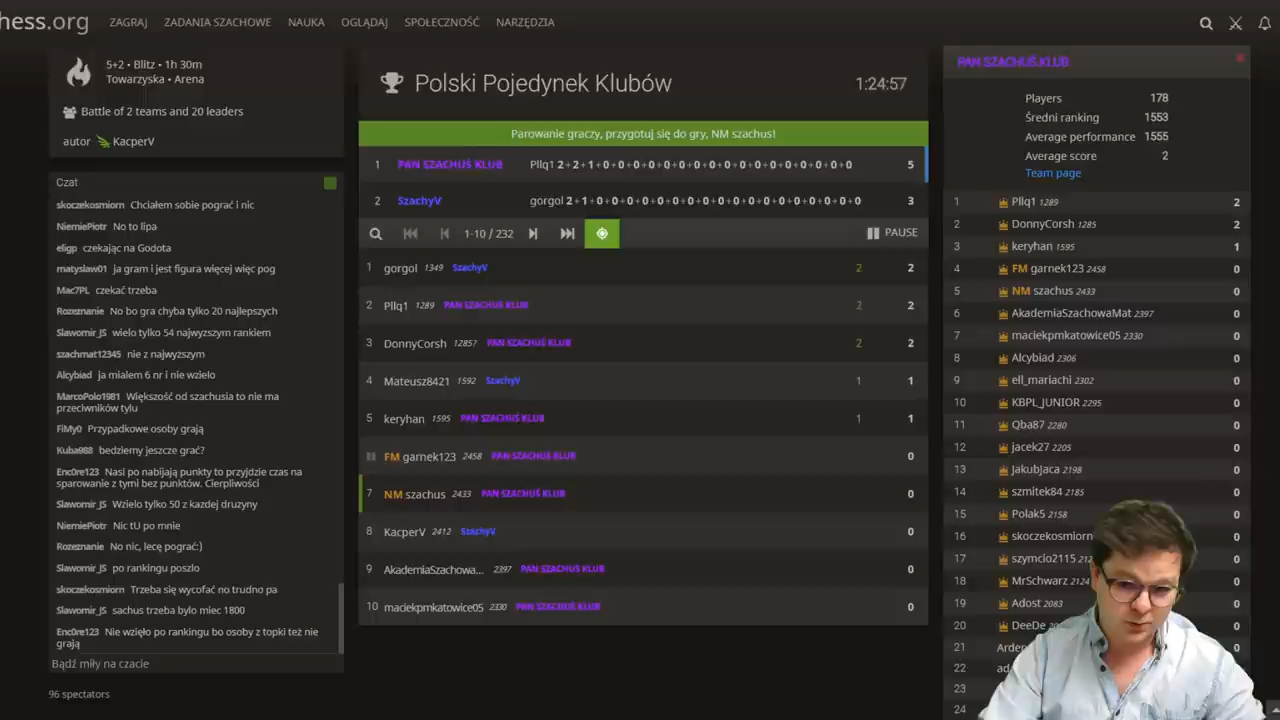 hess.org
ZAGRAJ
ZADANIA SZACHOWE
NAUKA
OGLĄDAJ
SPOŁECZNOŚĆ
NARZĘDZIA
5+2 • Blitz • 1h 30m
Towarzyska • Arena
Battle of 2 teams and 20 leaders
autor KacperV
Czat
skoczekosmiorn Chciałem sobie pograć i nic
NiemiePiotr No to lipa
eligp czekając na Godota
matyslaw01 ja gram i jest figura więcej więc pog
Mac7PL czekać trzeba
Rozeznanie No bo gra chyba tylko 20 najlepszych
Slawomir_JS wielo tylko 54 najwyzszym rankiem
szachmat12345 nie z najwyższym
Alcybiad ja mialem 6 nr i nie wzielo
MarcoPolo1981 Większość od szachusia to nie ma
przeciwników tylu
FiMy0 Przypadkowe osoby grają
Kuba988 bedziemy jeszcze grać?
Enc0re123 Nasi po nabijają punkty to przyjdzie czas na
sparowanie z tymi bez punktów. Cierpliwości
Slawomir_JS Wzielo tylko 50 z kazdej druzyny
NiemiePiotr Nic tU po mnie
Rozeznanie No nic, lecę pograć:)
Slawomir_JS po rankingu poszlo
skoczekosmiorn Trzeba się wycofać no trudno pa
Slawomir_JS sachus trzeba bylo miec 1800
Enc0re123 Nie wzięło po rankingu bo osoby z topki też nie
grają
Bądź miły na czacie
96 spectators
Polski Pojedynek Klubów
1:24:57
Parowanie graczy, przygotuj się do gry, NM szachus!
1 PAN SZACHUŚ KLUB Pllq1 2+2+1+0+0+0+0+0+0+0+0+0+0+0+0+0+0+0+0+0 5
2 SzachyV gorgol 2+1+0+0+0+0+0+0+0+0+0+0+0+0+0+0+0+0+0+0 3
1-10 / 232
PAUSE
1 gorgol 1349 SzachyV 2 2
2 Pllq1 1289 PAN SZACHUŚ KLUB 2 2
3 DonnyCorsh 1285? PAN SZACHUŚ KLUB 2 2
4 Mateusz8421 1592 SzachyV 1 1
5 keryhan 1595 PAN SZACHUŚ KLUB 1 1
FM garnek123 2458 PAN SZACHUŚ KLUB 0
7 NM szachus 2433 PAN SZACHUŚ KLUB 0
8 KacperV 2412 SzachyV 0
9 AkademiaSzachowa... 2397 PAN SZACHUŚ KLUB 0
10 maciekpmkatowice05 2330 PAN SZACHUŚ KLUB 0
PAN SZACHUŚ KLUB
Players 178
Średni ranking 1553
Average performance 1555
Average score 2
Team page
1 Pllq1 1289 2
2 DonnyCorsh 1285 2
3 keryhan 1595 1
4 FM garnek123 2458 0
5 NM szachus 2433 0
6 AkademiaSzachowaMat 2397 0
7 maciekpmkatowice05 2330 0
8 Alcybiad 2306 0
9 ell_mariachi 2302 0
10 KBPL_JUNIOR 2295 0
11 Qba87 2280 0
12 jacek27 2205 0
13 JakubJaca 2198 0
14 szmitek84 2185 0
15 Polak5 2158 0
16 skoczekosmiorn 0
17 szymcio2115 0
18 MrSchwarz 2124 0
19 Adost 2083 0
20 DeeDe 0
21 0
22 0
23
24 0